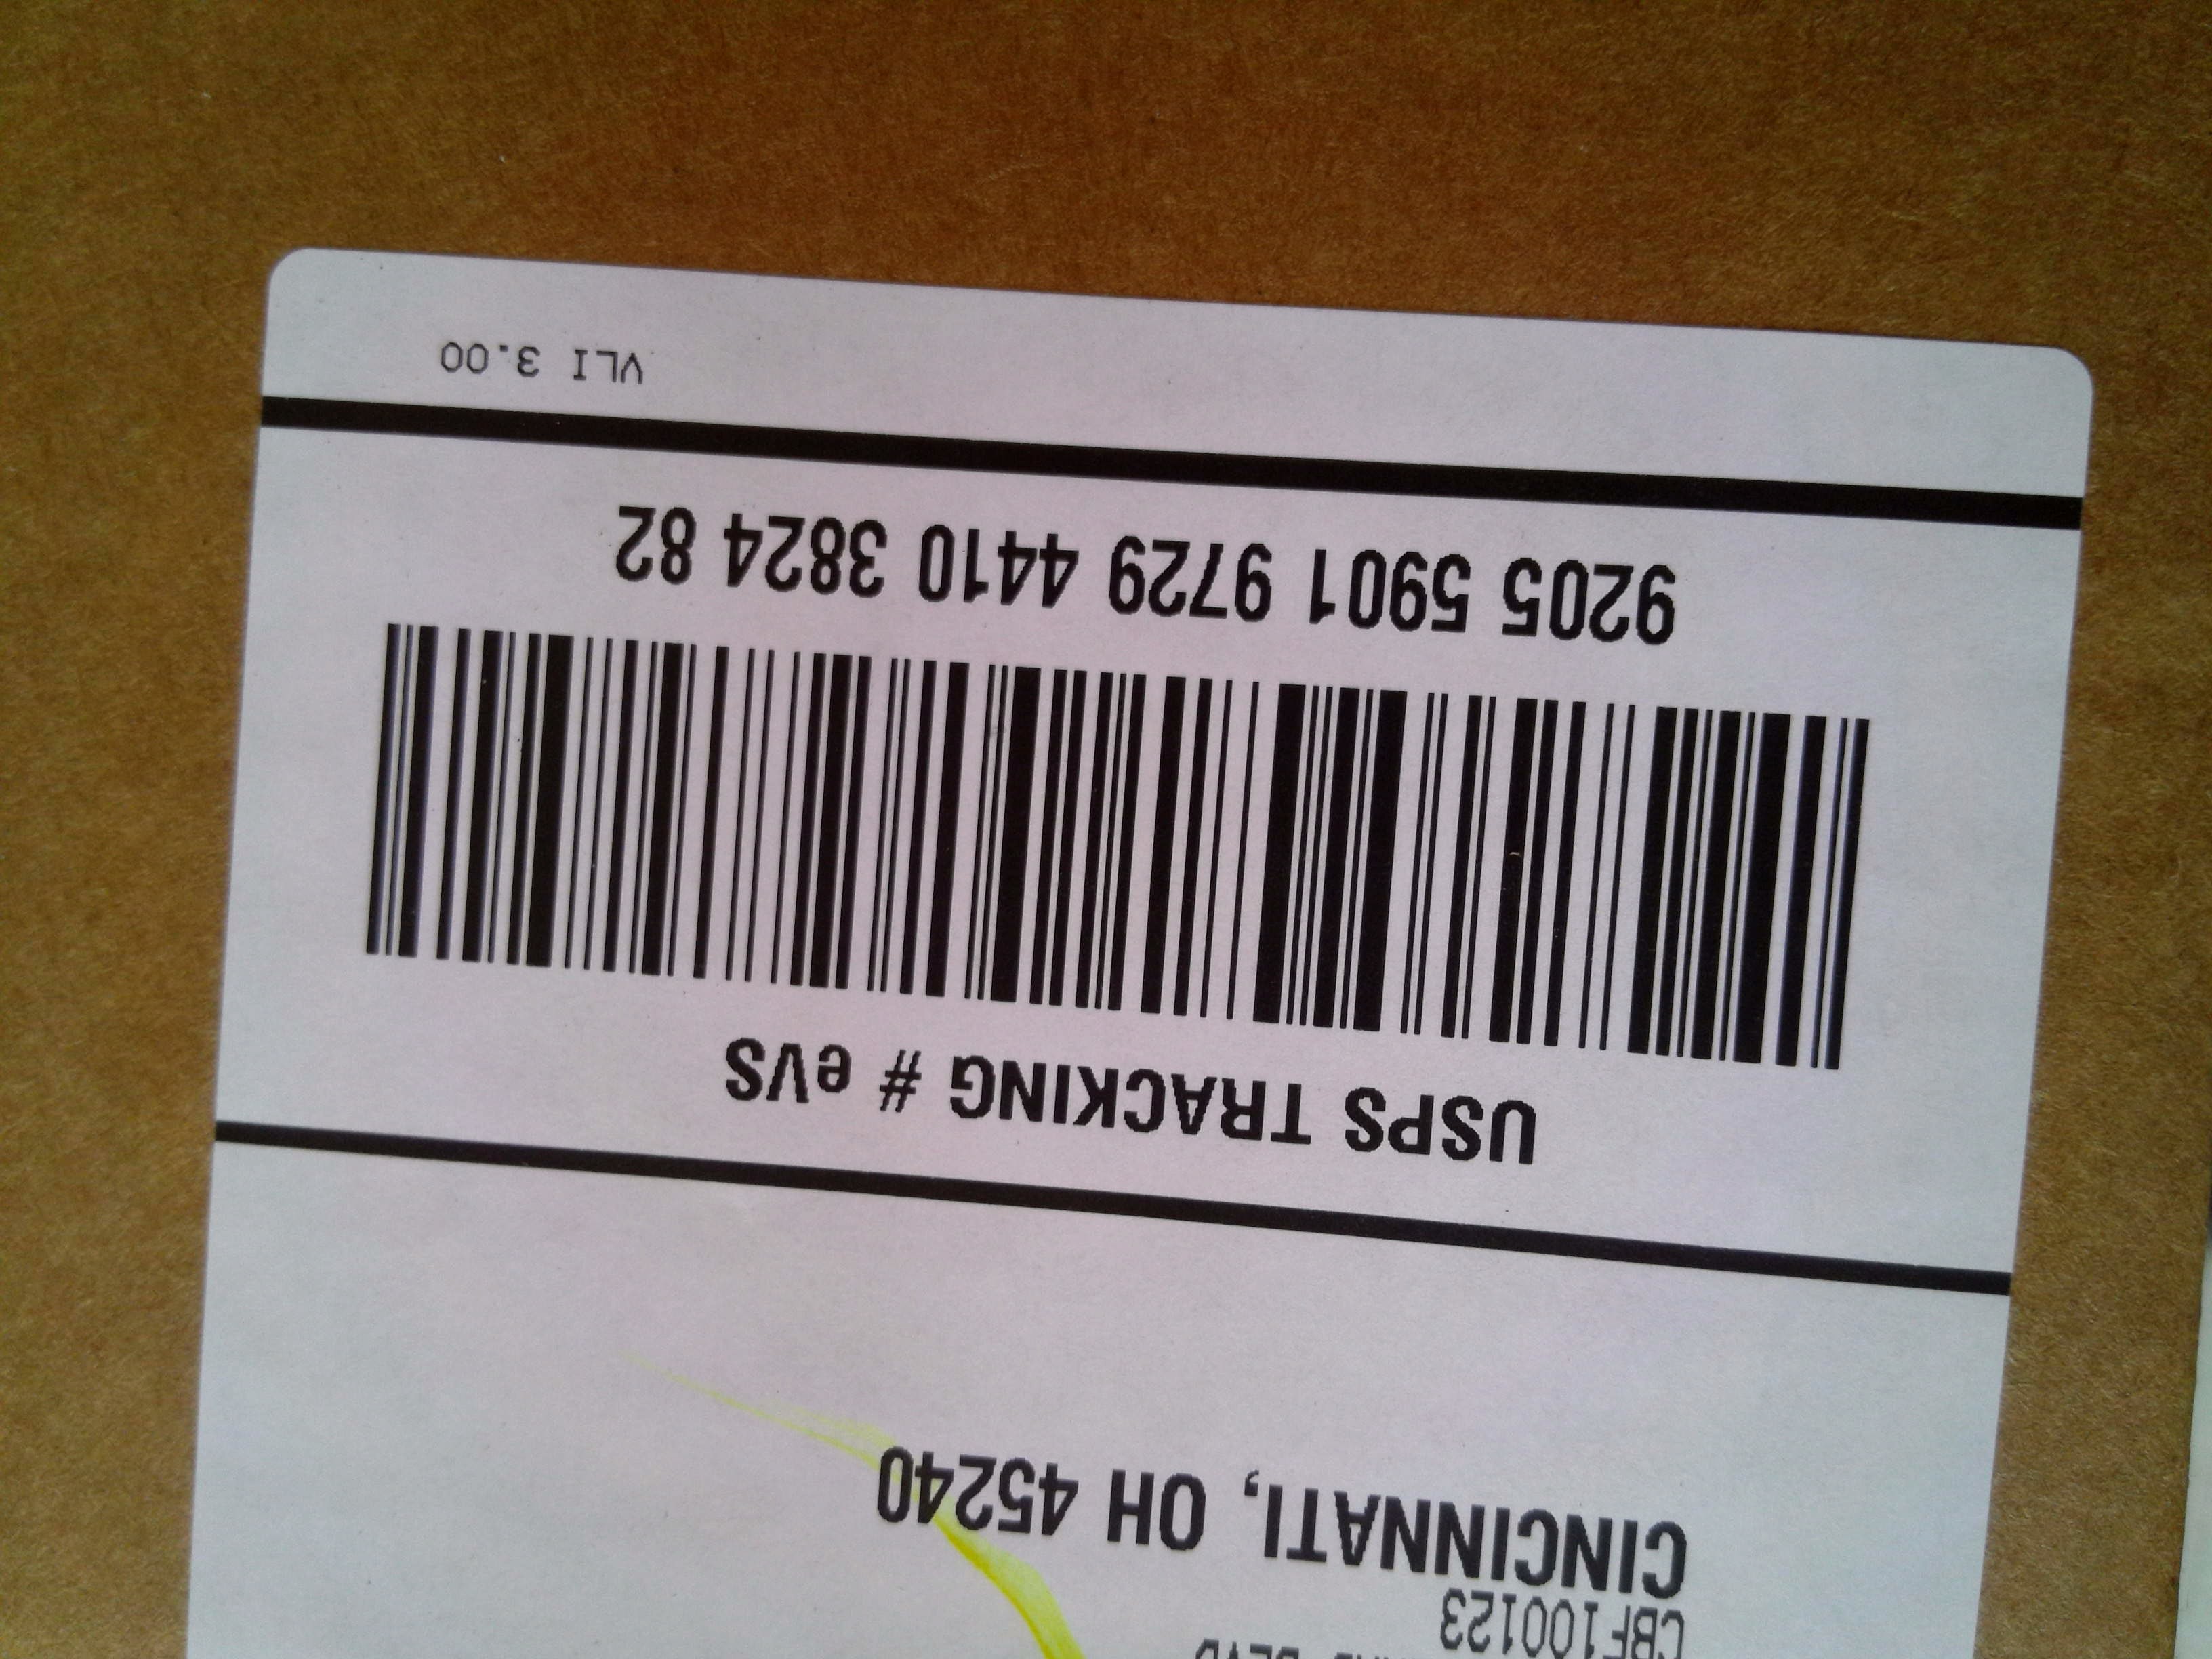 CBF100123
CINCINNATI, OH 45240
USPS TRACKING # eVS
9205 5901 9729 4410 3824 82
VLI 3.00